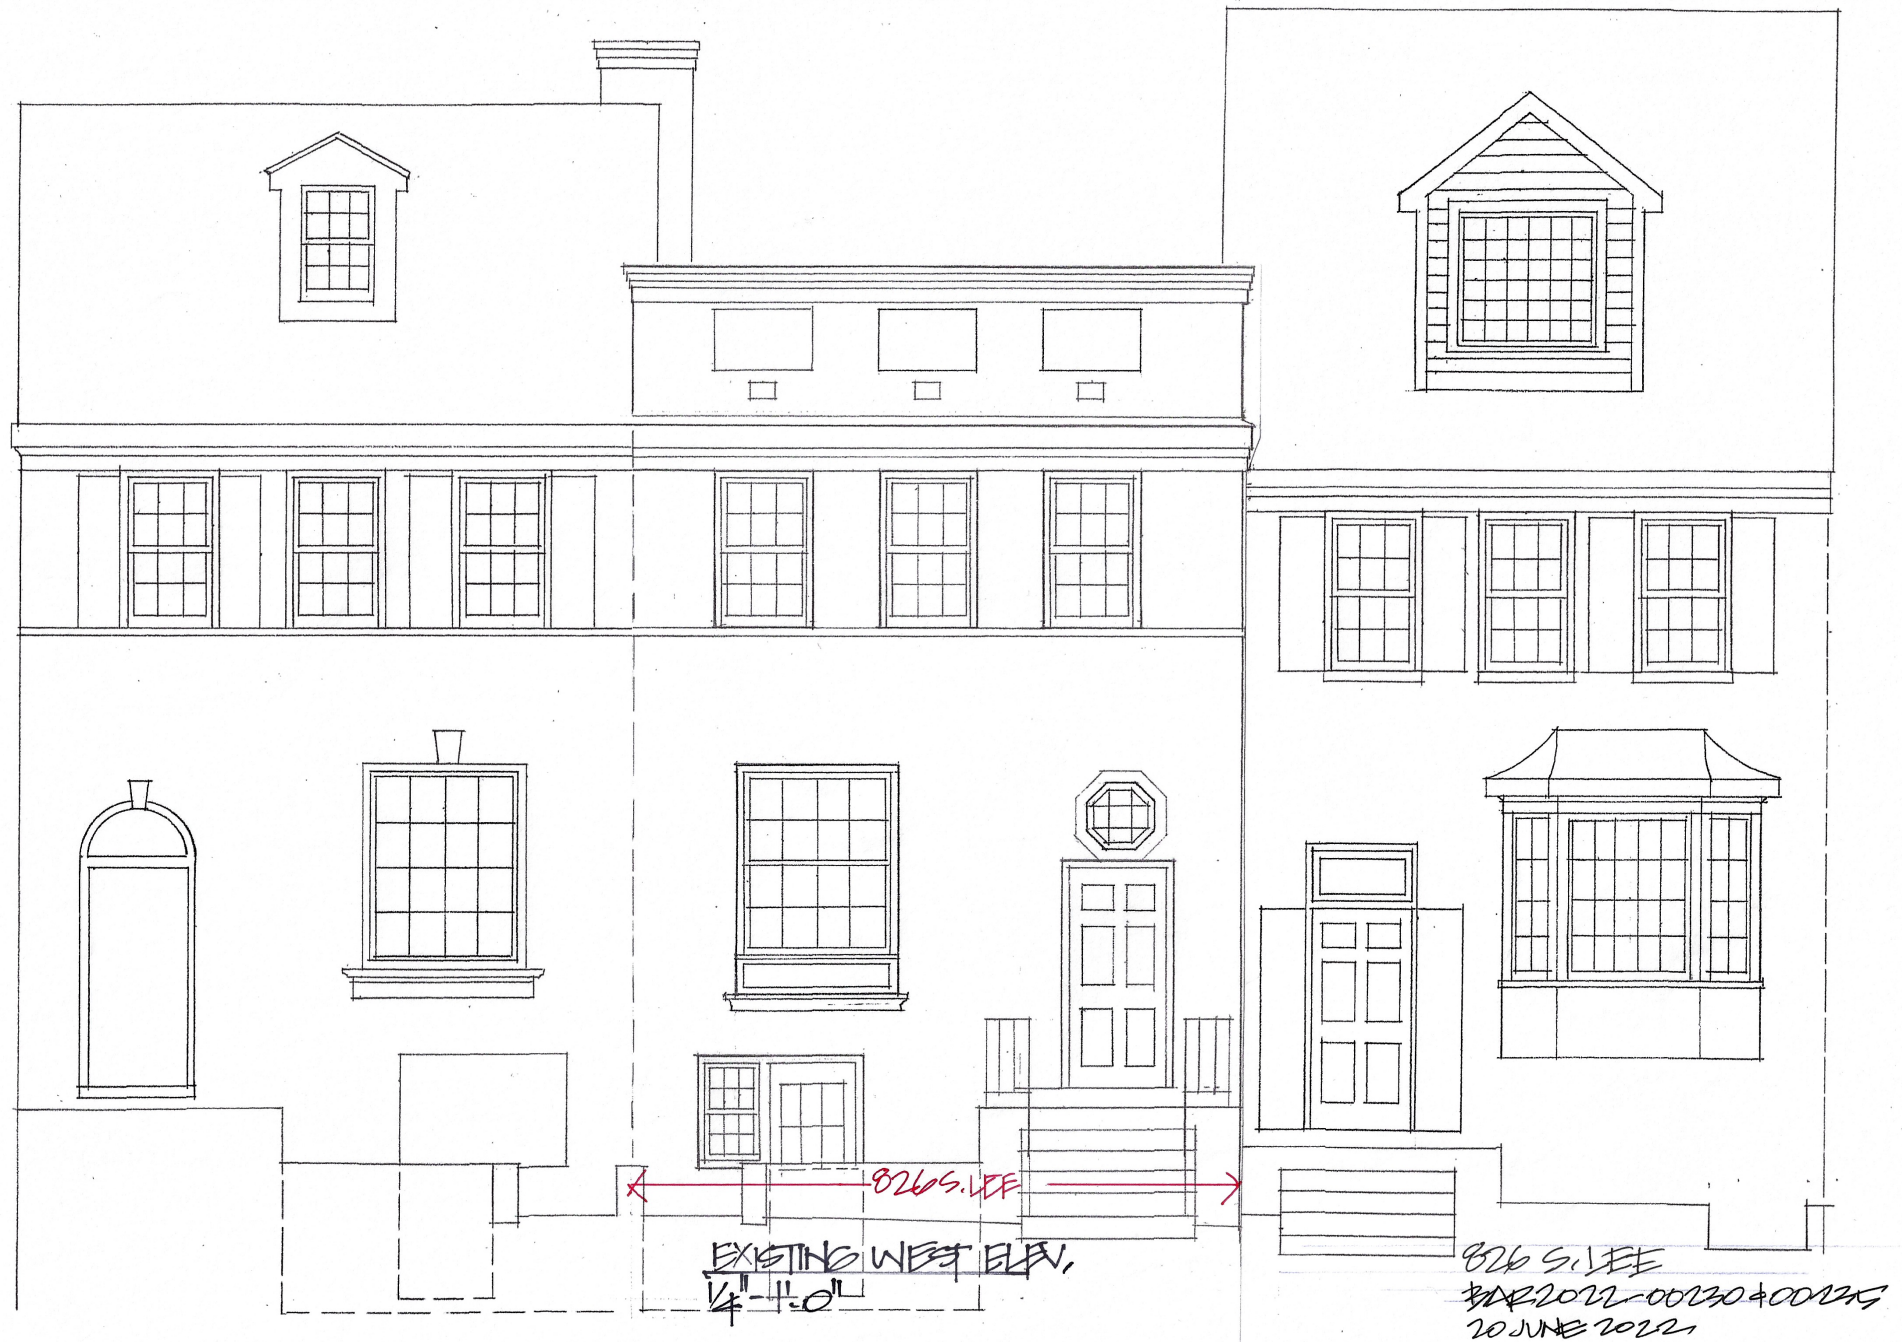 826 S. LEE
EXISTING WEST ELEV.
1/4"-1'-0"
826 S. LEE
BAR2022-00230 & 00235
20 JUNE 2022